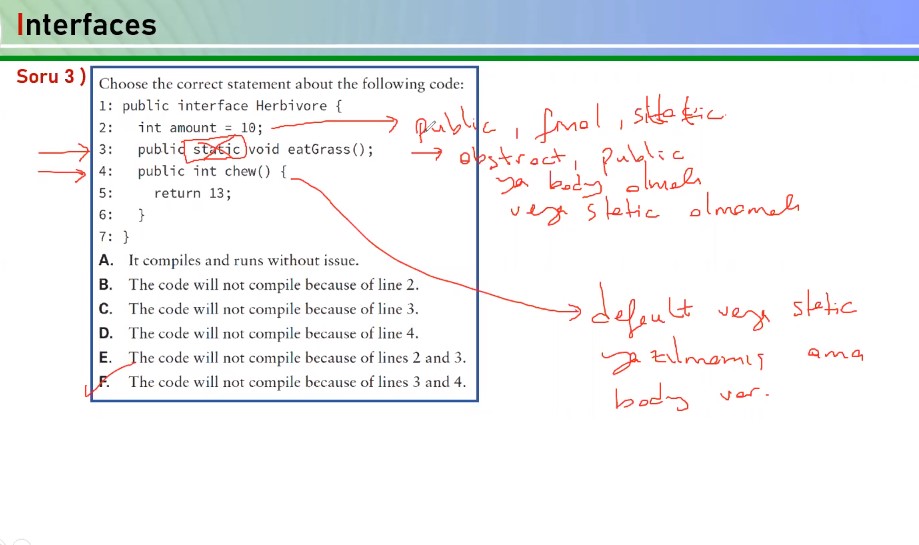 Interfaces
Soru 3 )
Choose the correct statement about the following code:
1: public interface Herbivore {
2: int amount = 10;
3: public static void eatGrass();
4: public int chew() {
5: return 13;
6: }
7: }
A. It compiles and runs without issue.
B. The code will not compile because of line 2.
C. The code will not compile because of line 3.
D. The code will not compile because of line 4.
E. The code will not compile because of lines 2 and 3.
F. The code will not compile because of lines 3 and 4.
public, final, static
abstract, public
ya body olmalı
veya static olmamalı
default veya static
yazılmamış ama
body var.